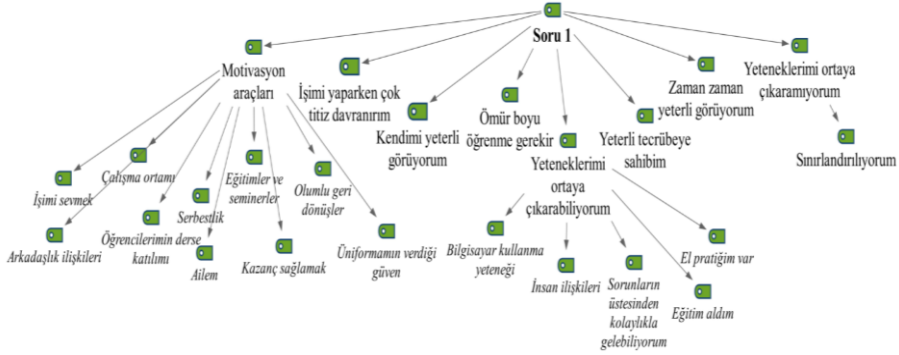 Soru 1
Motivasyon
araçları
İşimi yaparken çok
titiz davranırım
Kendimi yeterli
görüyorum
Ömür boyu
öğrenme gerekir
Yeteneklerimi
ortaya
çıkarabiliyorum
Yeterli tecrübeye
sahibim
Zaman zaman
yeterli görüyorum
Yeteneklerimi ortaya
çıkaramıyorum
Sınırlandırılıyorum
İşimi sevmek
Çalışma ortamı
Arkadaşlık ilişkileri
Öğrencilerimin derse
katılımı
Serbestlik
Ailem
Eğitimler ve
seminerler
Kazanç sağlamak
Olumlu geri
dönüşler
Üniformamın verdiği
güven
Bilgisayar kullanma
yeteneği
İnsan ilişkileri
Sorunların
üstesinden
kolaylıkla
gelebiliyorum
Eğitim aldım
El pratiğim var